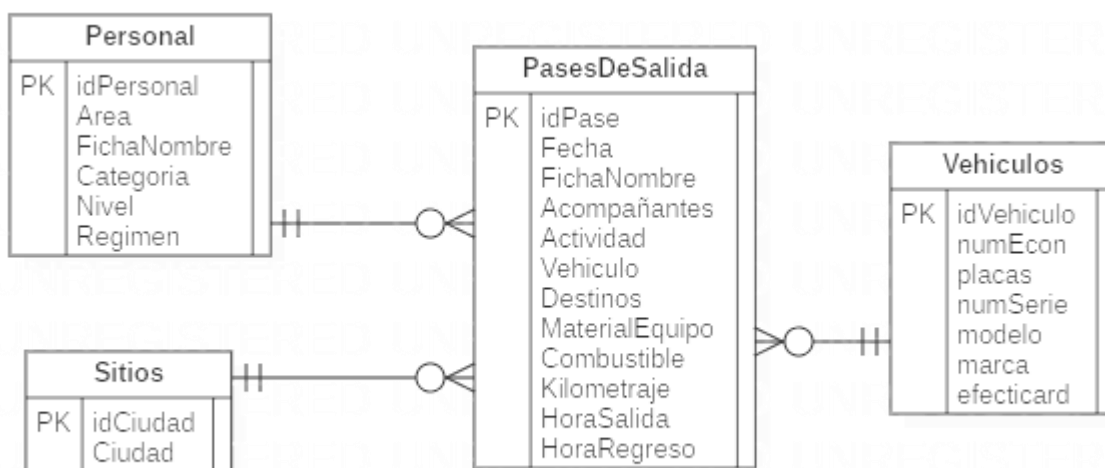 Personal
PK idPersonal
Area
FichaNombre
Categoria
Nivel
Regimen
PasesDeSalida
PK idPase
Fecha
FichaNombre
Acompañantes
Actividad
Vehiculo
Destinos
MaterialEquipo
Combustible
Kilometraje
HoraSalida
HoraRegreso
Vehiculos
PK idVehiculo
numEcon
placas
numSerie
modelo
marca
efecticard
Sitios
PK idCiudad
Ciudad